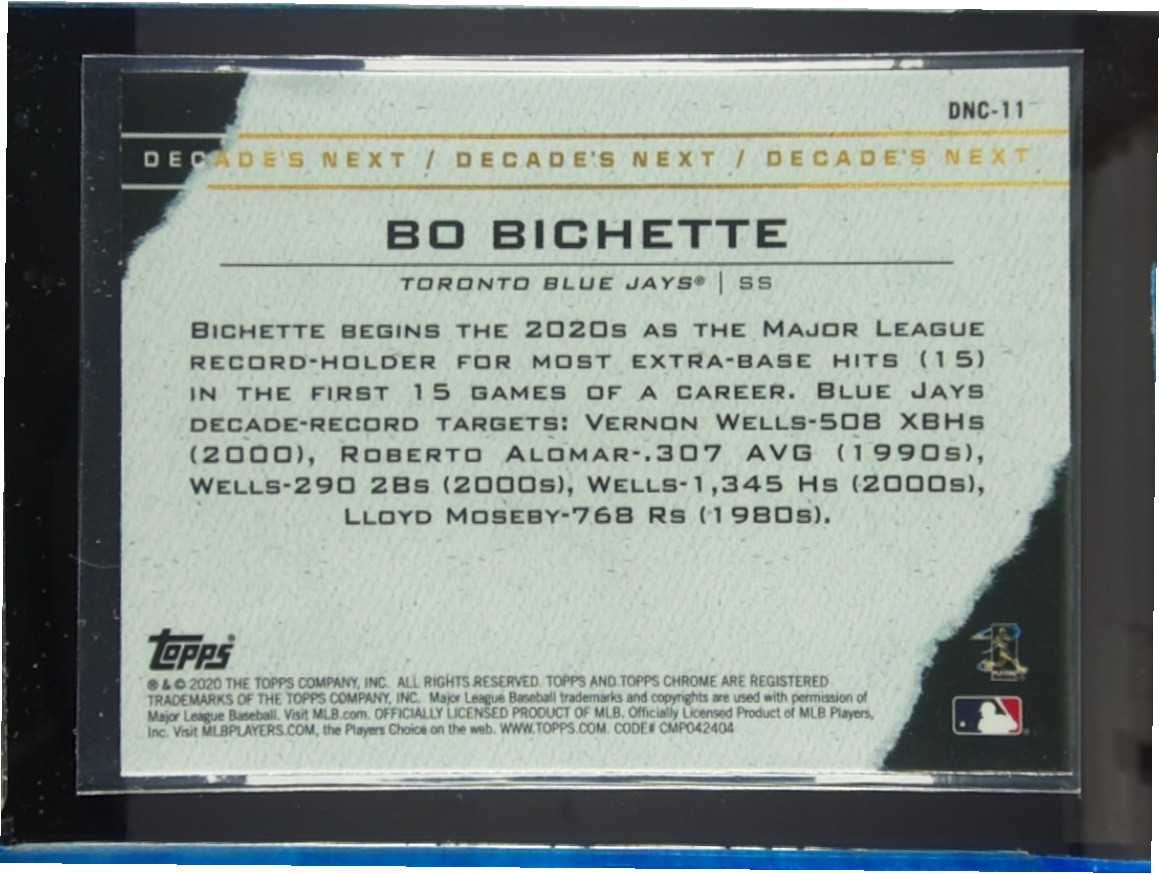 DNC-11
DECADE'S NEXT / DECADE'S NEXT / DECADE'S NEXT
BO BICHETTE
TORONTO BLUE JAYS® | SS
BICHETTE BEGINS THE 2020S AS THE MAJOR LEAGUE
RECORD-HOLDER FOR MOST EXTRA-BASE HITS (15)
IN THE FIRST 15 GAMES OF A CAREER. BLUE JAYS
DECADE-RECORD TARGETS: VERNON WELLS-508 XBHS
(2000), ROBERTO ALOMAR-.307 AVG (1990S),
WELLS-290 2BS (2000S), WELLS-1,345 HS (2000S),
LLOYD MOSEBY-768 RS (1980S).
Topps®
® & © 2020 THE TOPPS COMPANY, INC. ALL RIGHTS RESERVED. TOPPS AND TOPPS CHROME ARE REGISTERED
TRADEMARKS OF THE TOPPS COMPANY, INC. Major League Baseball trademarks and copyrights are used with permission of
Major League Baseball. Visit MLB.com. OFFICIALLY LICENSED PRODUCT OF MLB. Officially Licensed Product of MLB Players,
Inc. Visit MLBPLAYERS.COM, the Players Choice on the web. WWW.TOPPS.COM. CODE# CMP042404